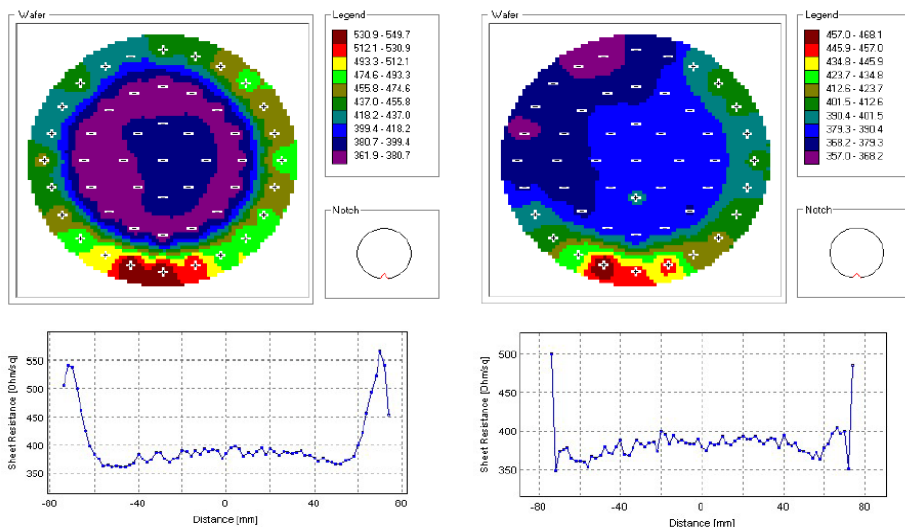 Wafer
Legend
530.9 - 549.7
512.1 - 530.9
493.3 - 512.1
474.6 - 493.3
455.8 - 474.6
437.0 - 455.8
418.2 - 437.0
399.4 - 418.2
380.7 - 399.4
361.9 - 380.7
Notch
Wafer
Legend
457.0 - 468.1
445.9 - 457.0
434.8 - 445.9
423.7 - 434.8
412.6 - 423.7
401.5 - 412.6
390.4 - 401.5
379.3 - 390.4
368.2 - 379.3
357.0 - 368.2
Notch
Sheet Resistance [Ohm/sq]
550
500
450
400
350
-80 -40 0 40 80
Distance [mm]
Sheet Resistance [Ohm/sq]
500
450
400
350
-80 -40 0 40 80
Distance [mm]